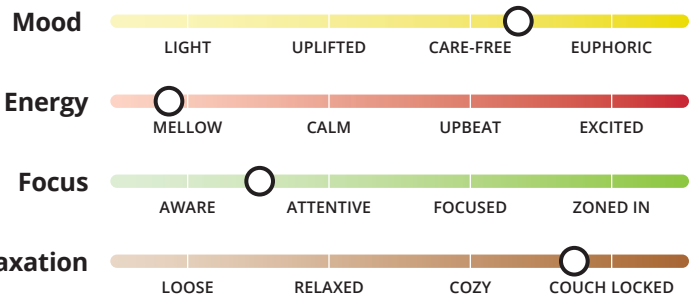 Mood
LIGHT UPLIFTED CARE-FREE EUPHORIC
Energy
MELLOW CALM UPBEAT EXCITED
Focus
AWARE ATTENTIVE FOCUSED ZONED IN
axation
LOOSE RELAXED COZY COUCH LOCKED